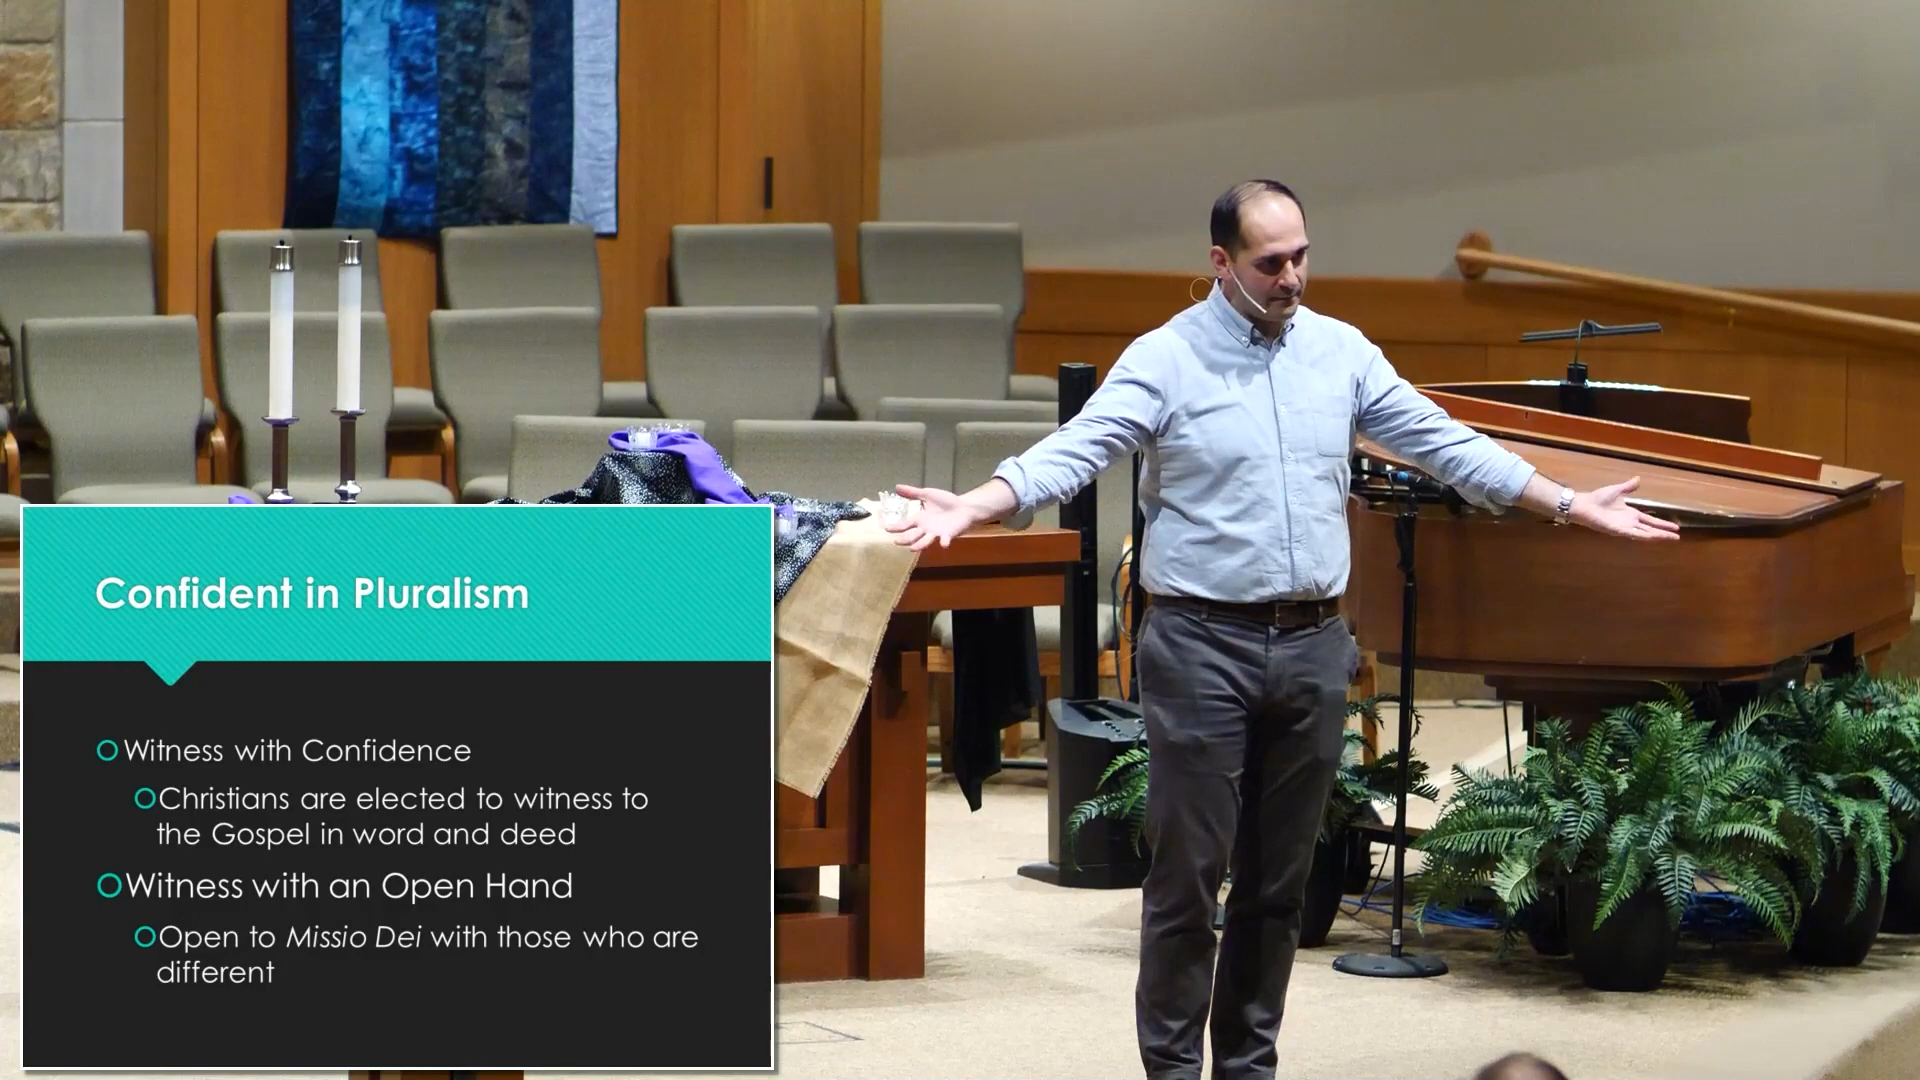 Confident in Pluralism
Witness with Confidence
Christians are elected to witness to
the Gospel in word and deed
Witness with an Open Hand
Open to Missio Dei with those who are
different